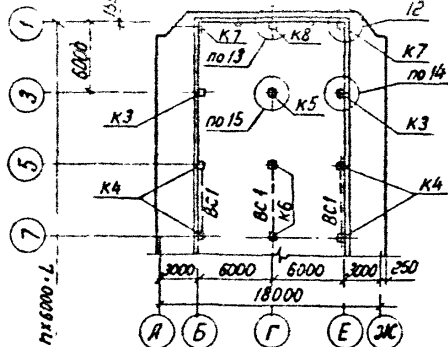 12
1
к7
к8
к7
по 13
по 14
6000
3
к3
к5
к3
по 15
5
к4
ВС1
ВС1
к6
ВС1
к4
7
3000
6000
6000
3000
250
18000
nх6000=L
А
Б
Г
Е
Ж